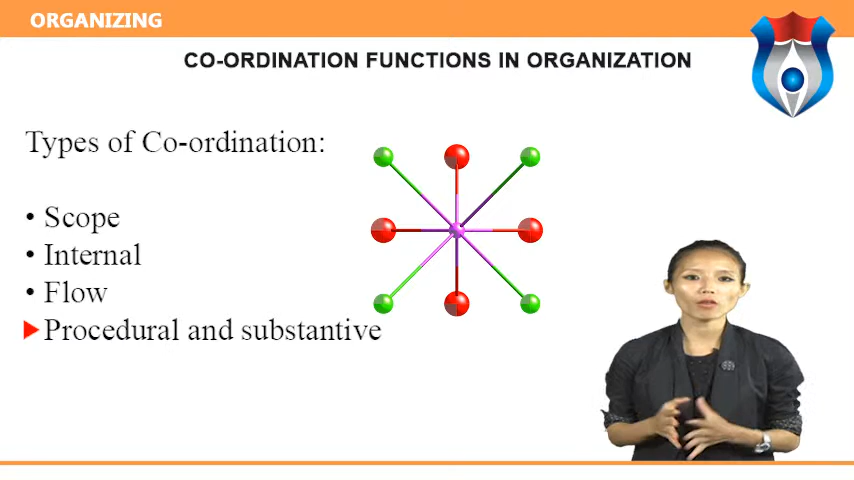 ORGANIZING
CO-ORDINATION FUNCTIONS IN ORGANIZATION
Types of Co-ordination:
• Scope
• Internal
• Flow
Procedural and substantive